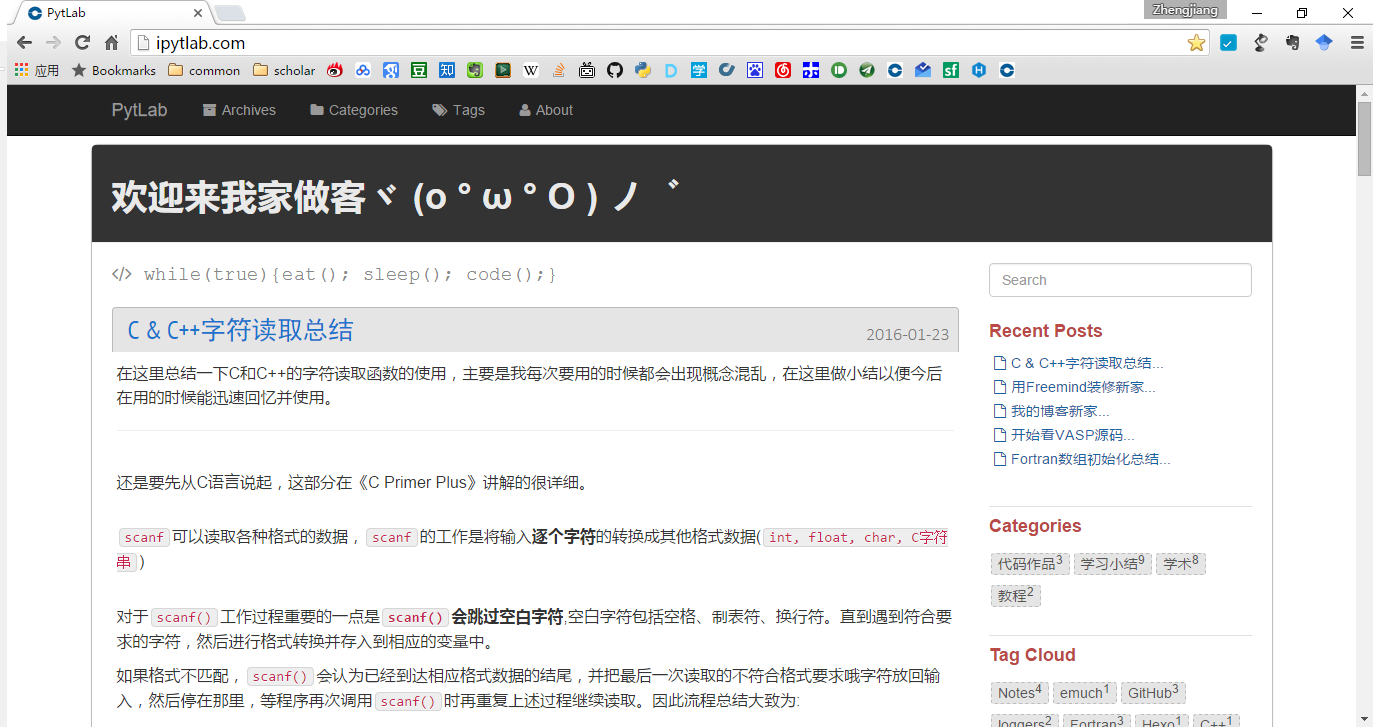 PytLab
Zhengjiang
ipytlab.com
应用 Bookmarks common scholar
PytLab Archives Categories Tags About
欢迎来我家做客ヾ (o ° ω ° O ) ノ ゙
</> while(true){eat(); sleep(); code();}
Search
C & C++字符读取总结 2016-01-23
在这里总结一下C和C++的字符读取函数的使用，主要是我每次要用的时候都会出现概念混乱，在这里做小结以便今后
在用的时候能迅速回忆并使用。
还是要先从C语言说起，这部分在《C Primer Plus》讲解的很详细。
scanf 可以读取各种格式的数据， scanf 的工作是将输入逐个字符的转换成其他格式数据( int, float, char, C字符
串 )
对于 scanf() 工作过程重要的一点是 scanf() 会跳过空白字符,空白字符包括空格、制表符、换行符。直到遇到符合要
求的字符，然后进行格式转换并存入到相应的变量中。
如果格式不匹配， scanf() 会认为已经到达相应格式数据的结尾，并把最后一次读取的不符合格式要求哦字符放回输
入，然后停在那里，等程序再次调用 scanf() 时再重复上述过程继续读取。因此流程总结大致为:
Recent Posts
C & C++字符读取总结...
用Freemind装修新家...
我的博客新家...
开始看VASP源码...
Fortran数组初始化总结...
Categories
代码作品3 学习小结9 学术8
教程2
Tag Cloud
Notes4 emuch1 GitHub3
loggers2 Fortran3 Hexo1 C++1